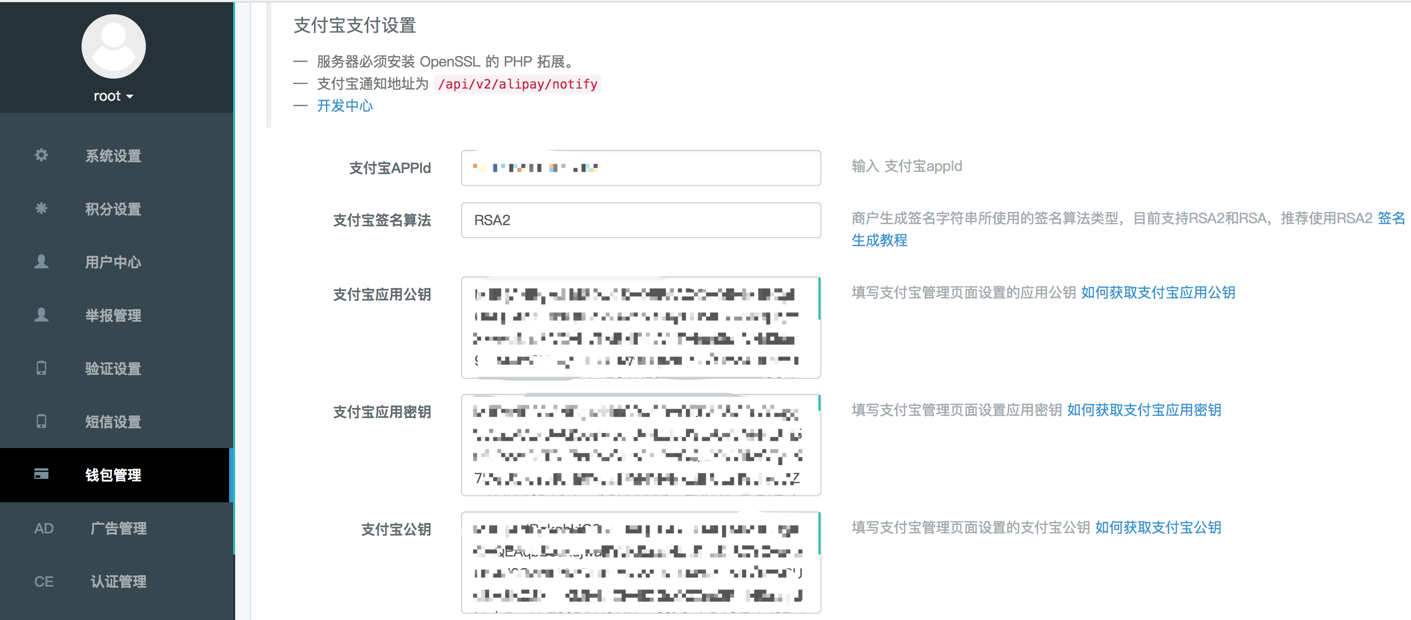 root
系统设置
积分设置
用户中心
举报管理
验证设置
短信设置
钱包管理
AD 广告管理
CE 认证管理
支付宝支付设置
— 服务器必须安装 OpenSSL 的 PHP 拓展。
— 支付宝通知地址为 /api/v2/alipay/notify
— 开发中心
支付宝APPId
输入 支付宝appId
支付宝签名算法
RSA2
商户生成签名字符串所使用的签名算法类型，目前支持RSA2和RSA，推荐使用RSA2 签名
生成教程
支付宝应用公钥
填写支付宝管理页面设置的应用公钥 如何获取支付宝应用公钥
支付宝应用密钥
填写支付宝管理页面设置应用密钥 如何获取支付宝应用密钥
支付宝公钥
填写支付宝管理页面设置的支付宝公钥 如何获取支付宝公钥